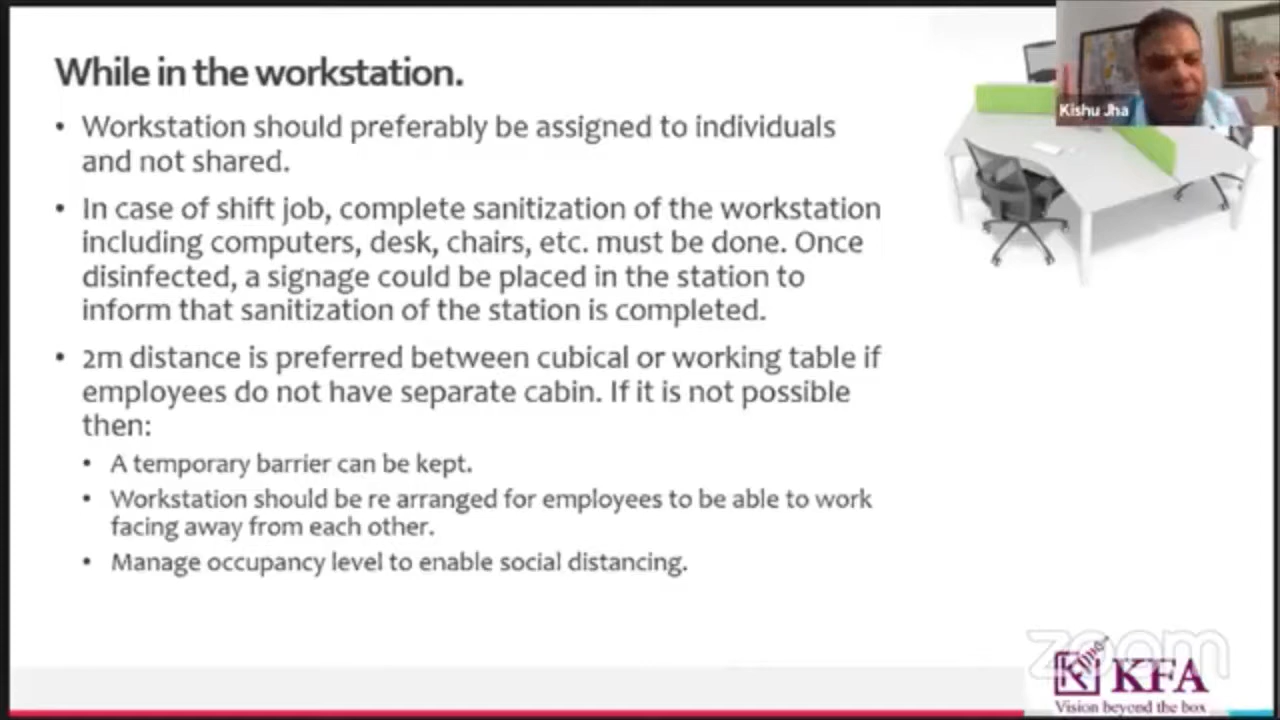 While in the workstation.
• Workstation should preferably be assigned to individuals
and not shared.
• In case of shift job, complete sanitization of the workstation
including computers, desk, chairs, etc. must be done. Once
disinfected, a signage could be placed in the station to
inform that sanitization of the station is completed.
• 2m distance is preferred between cubical or working table if
employees do not have separate cabin. If it is not possible
then:
• A temporary barrier can be kept.
• Workstation should be re arranged for employees to be able to work
facing away from each other.
• Manage occupancy level to enable social distancing.
Kishu Jha
zoom
KFA
Vision beyond the box